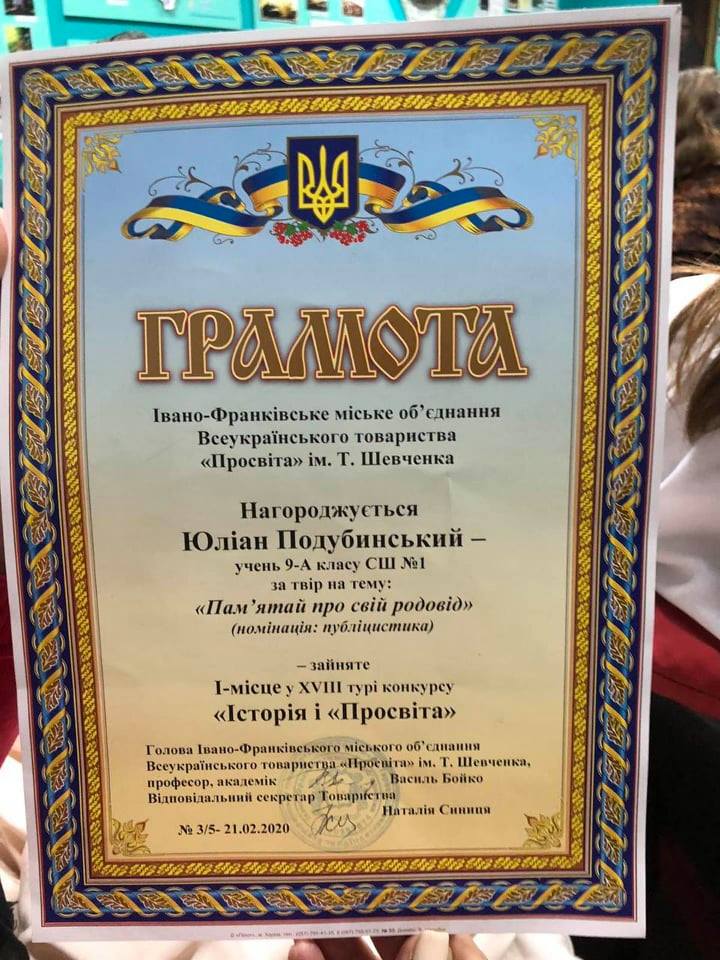 ГРАМОТА
Івано-Франківське міське об’єднання
Всеукраїнського товариства
«Просвіта» ім. Т. Шевченка
Нагороджується
Юліан Подубинський –
учень 9-А класу СШ №1
за твір на тему:
«Пам’ятай про свій родовід»
(номінація: публіцистика)
– зайняте
І-місце у XVIII турі конкурсу
«Історія і «Просвіта»
Голова Івано-Франківського міського об’єднання
Всеукраїнського товариства «Просвіта» ім. Т. Шевченка,
професор, академік Василь Бойко
Відповідальний секретар Товариства
Наталія Синиця
№ 3/5- 21.02.2020